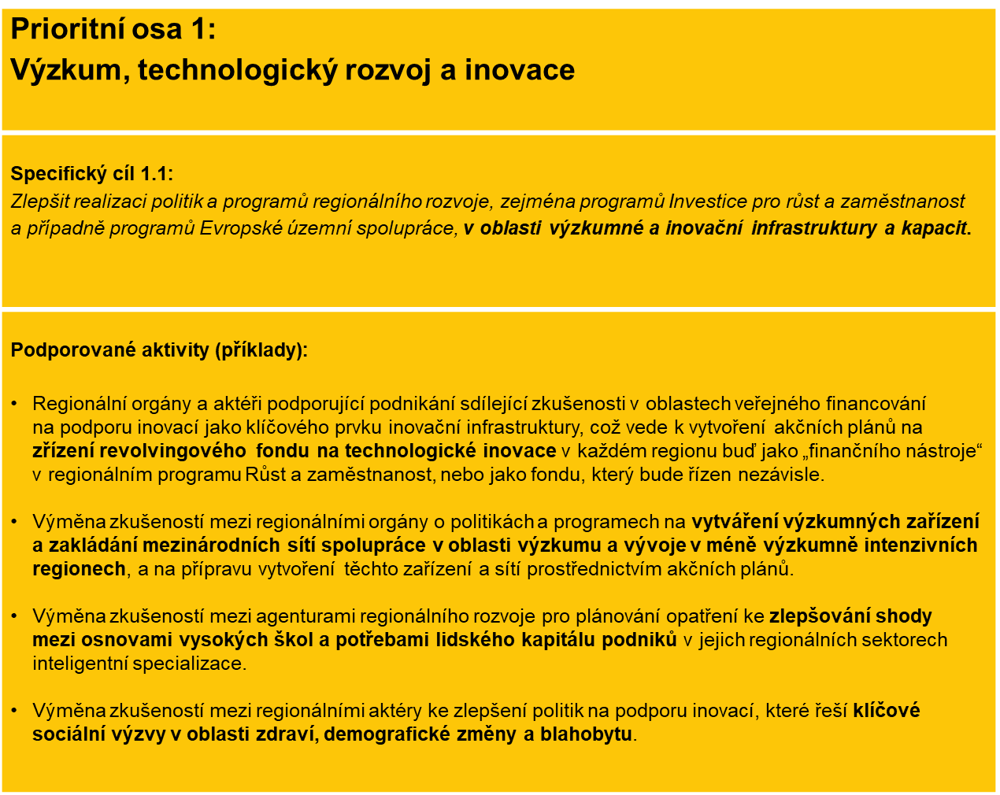 Prioritní osa 1:
Výzkum, technologický rozvoj a inovace
Specifický cíl 1.1:
Zlepšit realizaci politik a programů regionálního rozvoje, zejména programů Investice pro růst a zaměstnanost
a případně programů Evropské územní spolupráce, v oblasti výzkumné a inovační infrastruktury a kapacit.
Podporované aktivity (příklady):
• Regionální orgány a aktéři podporující podnikání sdílející zkušenosti v oblastech veřejného financování
na podporu inovací jako klíčového prvku inovační infrastruktury, což vede k vytvoření akčních plánů na
zřízení revolvingového fondu na technologické inovace v každém regionu buď jako „finančního nástroje“
v regionálním programu Růst a zaměstnanost, nebo jako fondu, který bude řízen nezávisle.
• Výměna zkušeností mezi regionálními orgány o politikách a programech na vytváření výzkumných zařízení
a zakládání mezinárodních sítí spolupráce v oblasti výzkumu a vývoje v méně výzkumně intenzivních
regionech, a na přípravu vytvoření těchto zařízení a sítí prostřednictvím akčních plánů.
• Výměna zkušeností mezi agenturami regionálního rozvoje pro plánování opatření ke zlepšování shody
mezi osnovami vysokých škol a potřebami lidského kapitálu podniků v jejich regionálních sektorech
inteligentní specializace.
• Výměna zkušeností mezi regionálními aktéry ke zlepšení politik na podporu inovací, které řeší klíčové
sociální výzvy v oblasti zdraví, demografické změny a blahobytu.